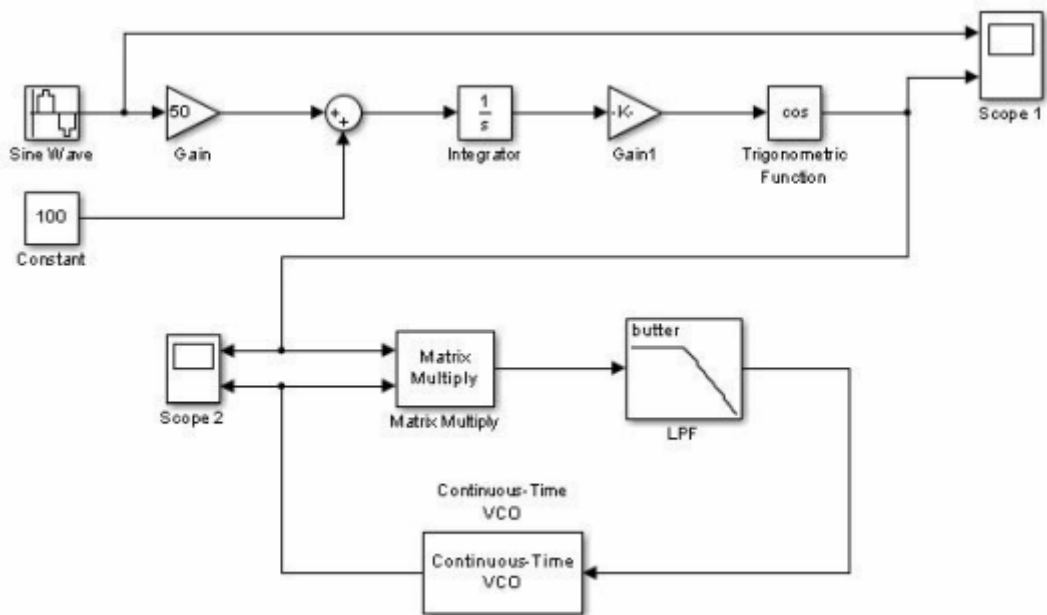 Scope 1
50
1
s
-K-
cos
Sine Wave
Gain
Integrator
Gain1
Trigonometric
Function
100
Constant
butter
Matrix
Multiply
Scope 2
Matrix Multiply
LPF
Continuous-Time
VCO
Continuous-Time
VCO